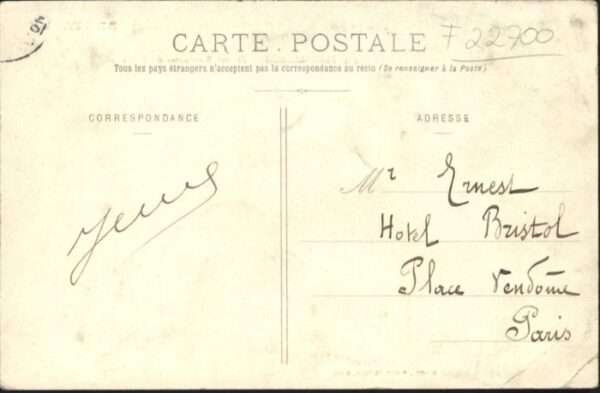 CARTE POSTALE
F 22700
Tous les pays étrangers n'acceptent pas la correspondance au recto (Se renseigner à la Poste)
CORRESPONDANCE
ADRESSE
Mr Ernest
Hotel Bristol
Place Vendôme
Paris